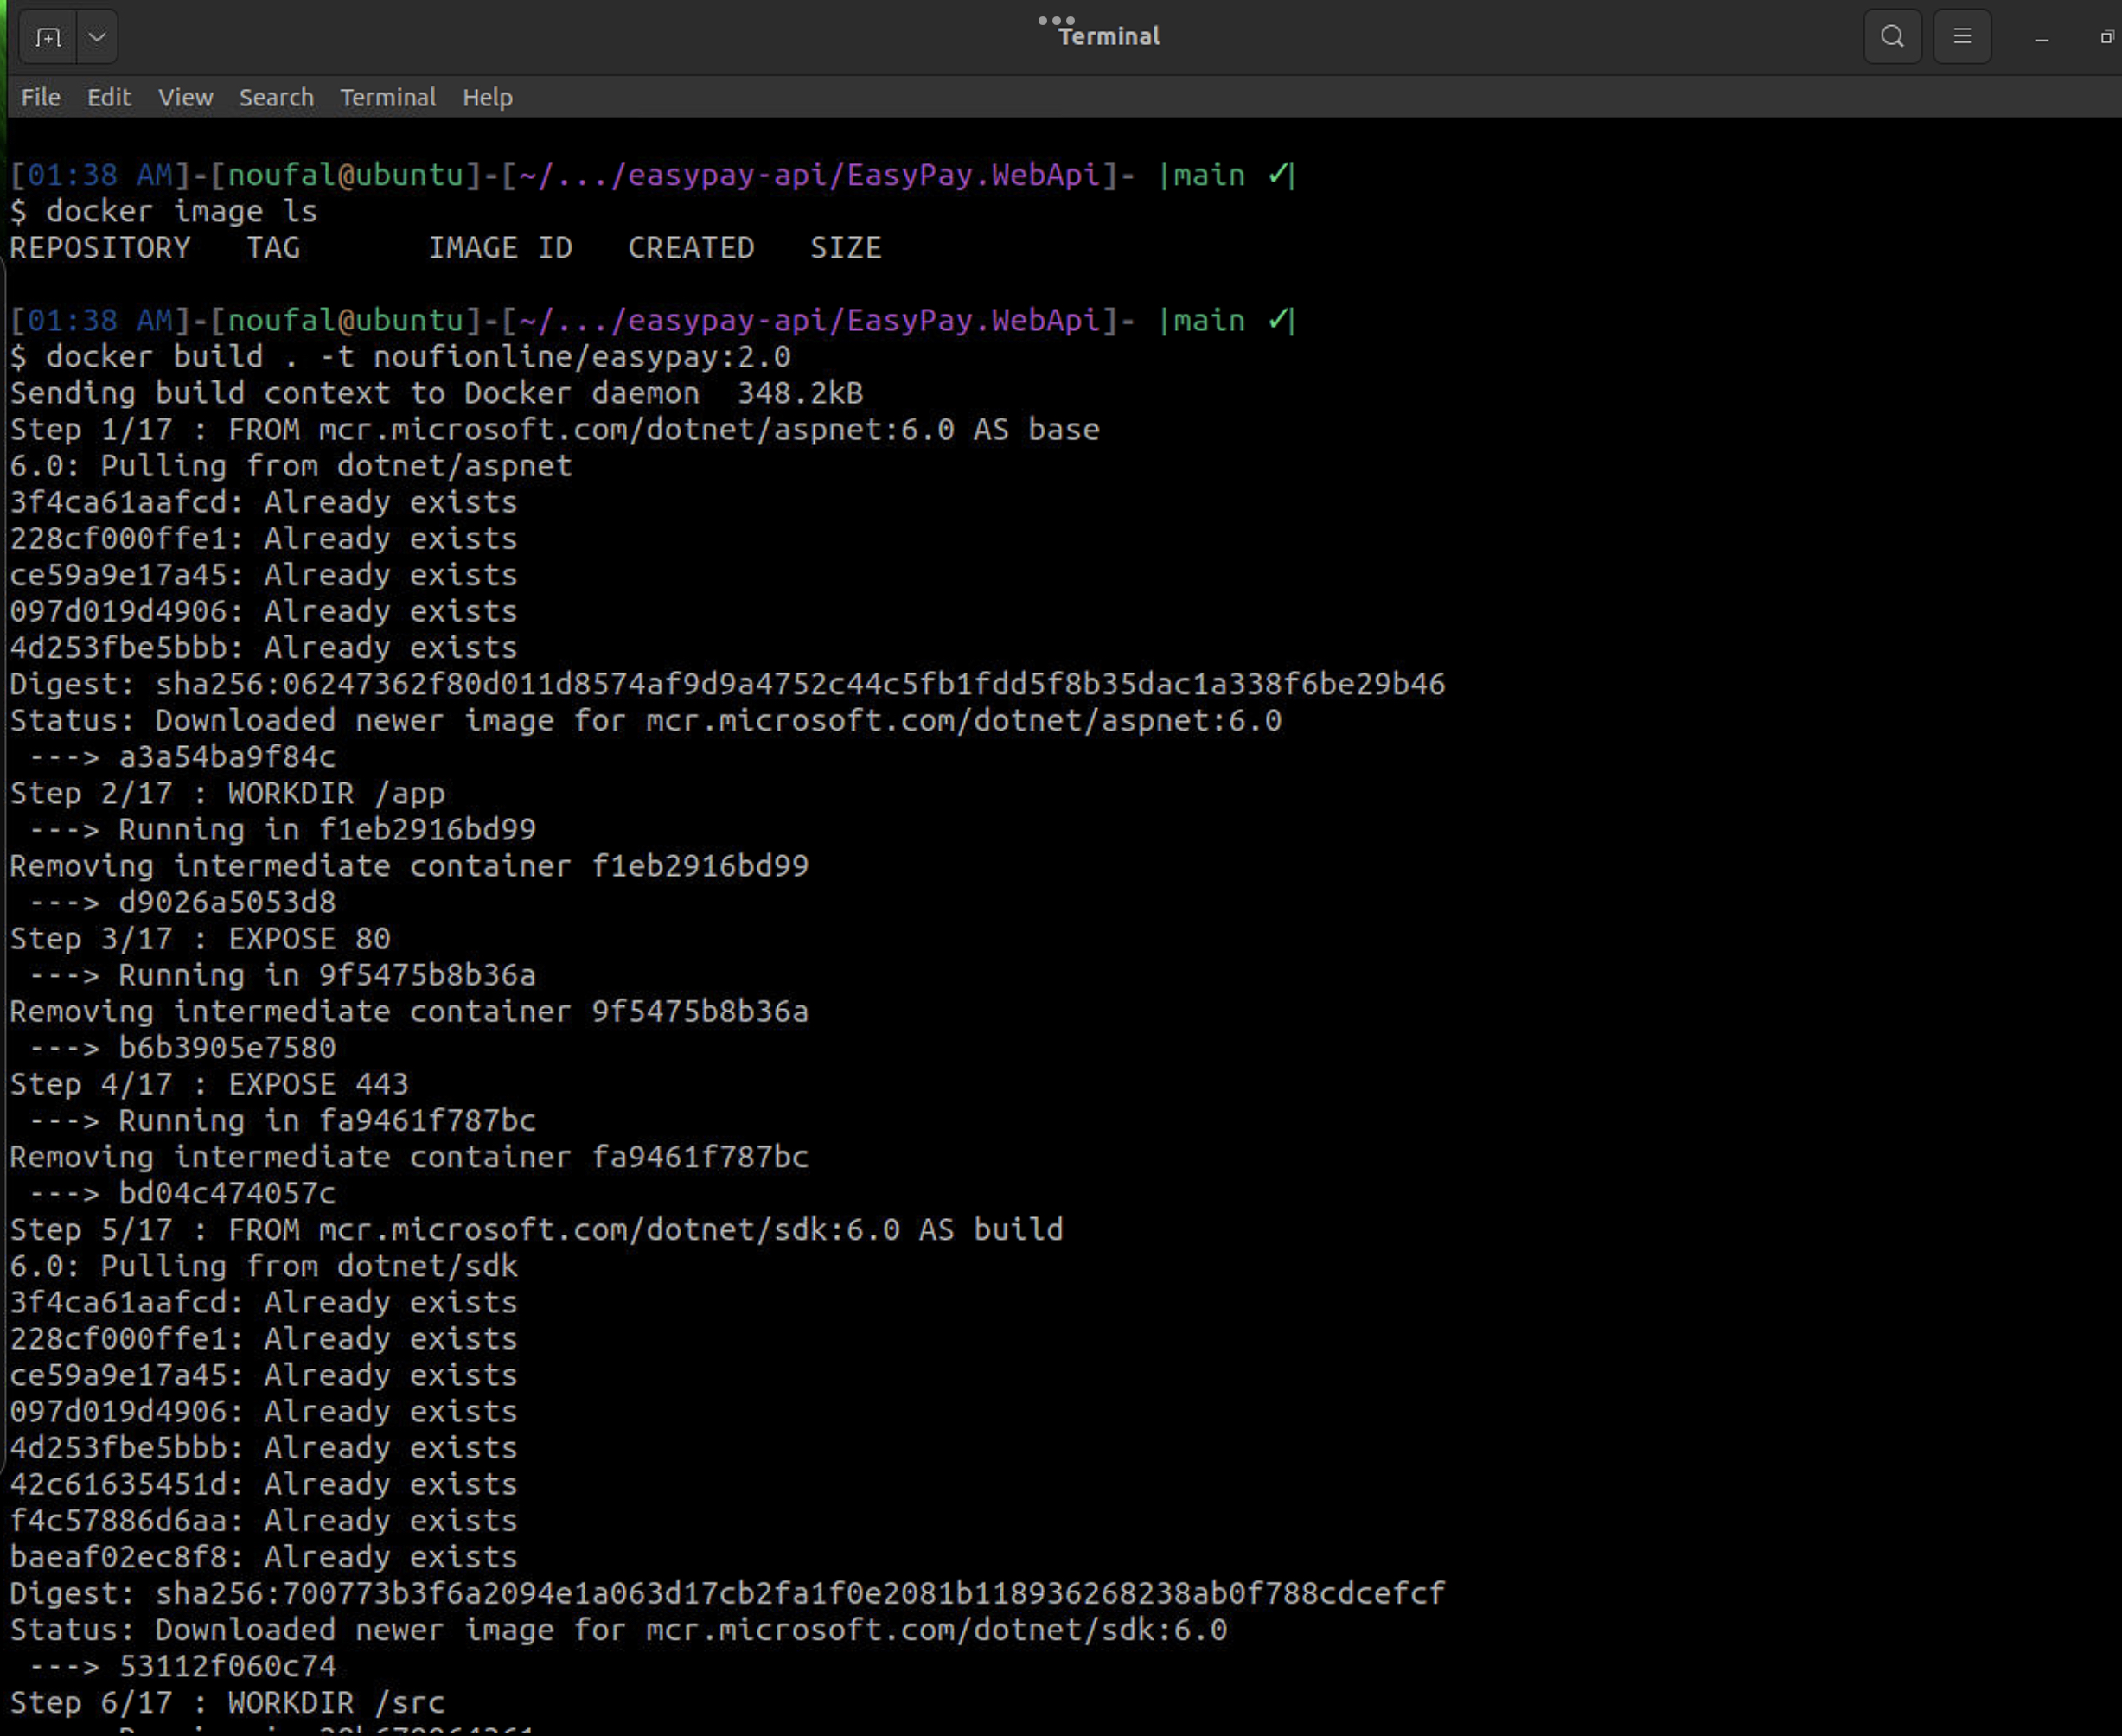 Terminal
File Edit View Search Terminal Help
[01:38 AM]-[noufal@ubuntu]-[~/.../easypay-api/EasyPay.WebApi]- |main ✓|
$ docker image ls
REPOSITORY   TAG       IMAGE ID   CREATED   SIZE
[01:38 AM]-[noufal@ubuntu]-[~/.../easypay-api/EasyPay.WebApi]- |main ✓|
$ docker build . -t noufionline/easypay:2.0
Sending build context to Docker daemon  348.2kB
Step 1/17 : FROM mcr.microsoft.com/dotnet/aspnet:6.0 AS base
6.0: Pulling from dotnet/aspnet
3f4ca61aafcd: Already exists
228cf000ffe1: Already exists
ce59a9e17a45: Already exists
097d019d4906: Already exists
4d253fbe5bbb: Already exists
Digest: sha256:06247362f80d011d8574af9d9a4752c44c5fb1fdd5f8b35dac1a338f6be29b46
Status: Downloaded newer image for mcr.microsoft.com/dotnet/aspnet:6.0
 ---> a3a54ba9f84c
Step 2/17 : WORKDIR /app
 ---> Running in f1eb2916bd99
Removing intermediate container f1eb2916bd99
 ---> d9026a5053d8
Step 3/17 : EXPOSE 80
 ---> Running in 9f5475b8b36a
Removing intermediate container 9f5475b8b36a
 ---> b6b3905e7580
Step 4/17 : EXPOSE 443
 ---> Running in fa9461f787bc
Removing intermediate container fa9461f787bc
 ---> bd04c474057c
Step 5/17 : FROM mcr.microsoft.com/dotnet/sdk:6.0 AS build
6.0: Pulling from dotnet/sdk
3f4ca61aafcd: Already exists
228cf000ffe1: Already exists
ce59a9e17a45: Already exists
097d019d4906: Already exists
4d253fbe5bbb: Already exists
42c61635451d: Already exists
f4c57886d6aa: Already exists
baeaf02ec8f8: Already exists
Digest: sha256:700773b3f6a2094e1a063d17cb2fa1f0e2081b118936268238ab0f788cdcefcf
Status: Downloaded newer image for mcr.microsoft.com/dotnet/sdk:6.0
 ---> 53112f060c74
Step 6/17 : WORKDIR /src